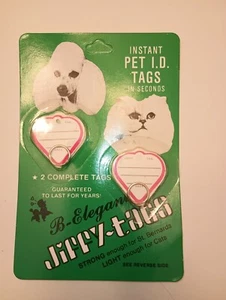 INSTANT
PET I.D.
TAGS
IN SECONDS
★ 2 COMPLETE TAGS
GUARANTEED
TO LAST FOR YEARS!
B-Elegant
Jiffy-tAGs
STRONG enough for St. Bernards
LIGHT enough for Cats
SEE REVERSE SIDE